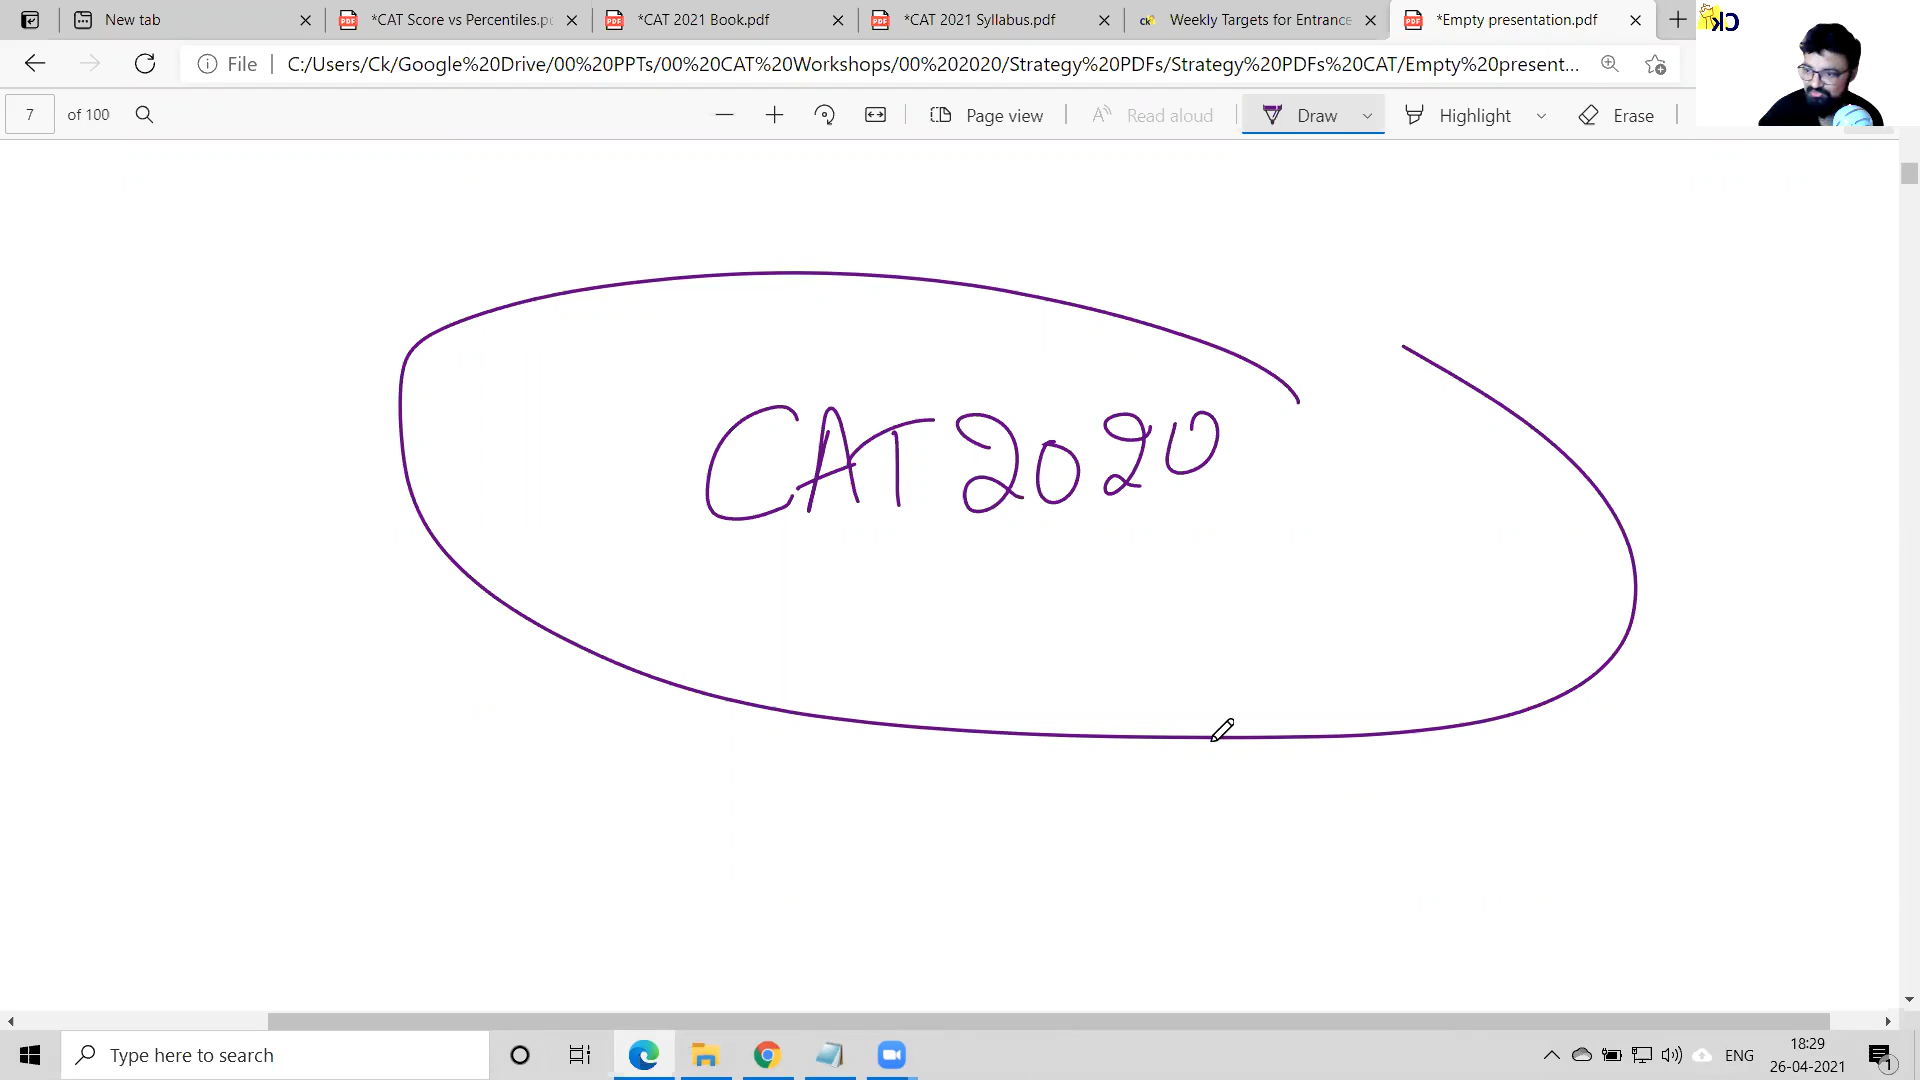 New tab
*CAT Score vs Percentiles.p
*CAT 2021 Book.pdf
*CAT 2021 Syllabus.pdf
Weekly Targets for Entrance
*Empty presentation.pdf
File
C:/Users/Ck/Google%20Drive/00%20PPTs/00%20CAT%20Workshops/00%202020/Strategy%20PDFs/Strategy%20PDFs%20CAT/Empty%20present...
7 of 100
Page view
Read aloud
Draw
Highlight
Erase
CAT 2020
Type here to search
ENG
18:29
26-04-2021
1